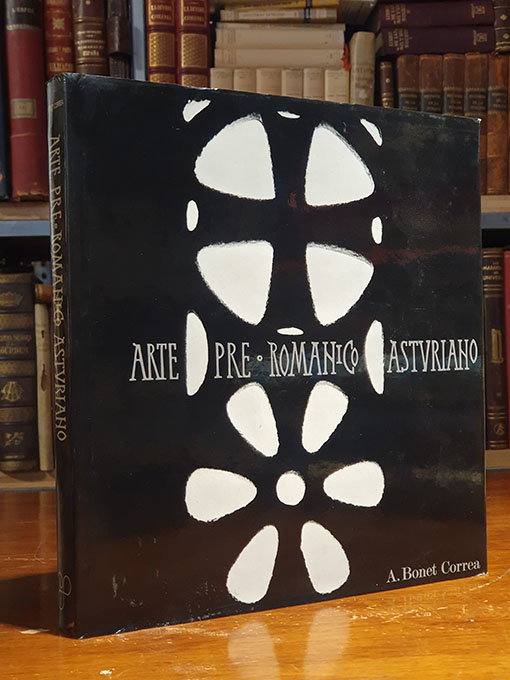 ARTE PRE·ROMANICO ASTVRIANO
A. Bonet Correa
ARTE PRE·ROMANICO ASTVRIANO